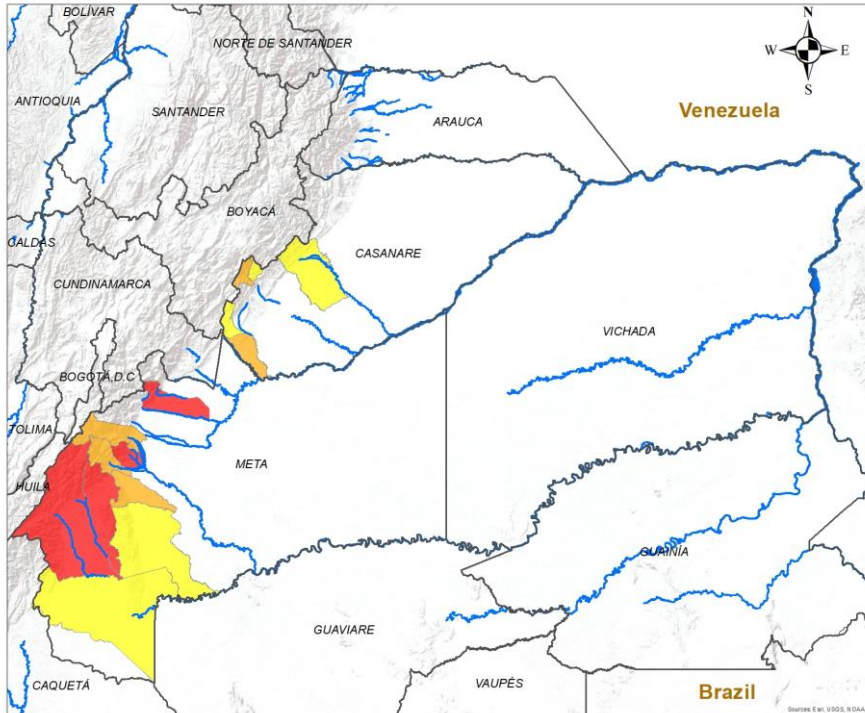 BOLÍVAR
N
NORTE DE SANTANDER
W E
S
ANTIOQUIA
SANTANDER
ARAUCA
Venezuela
BOYACÁ
CALDAS
CASANARE
CUNDINAMARCA
VICHADA
BOGOTÁ.D.C
TOLIMA
META
HUILA
GUAINÍA
GUAVIARE
CAQUETÁ
VAUPÉS
Brazil
Sources: Esri, USGS, NOAA